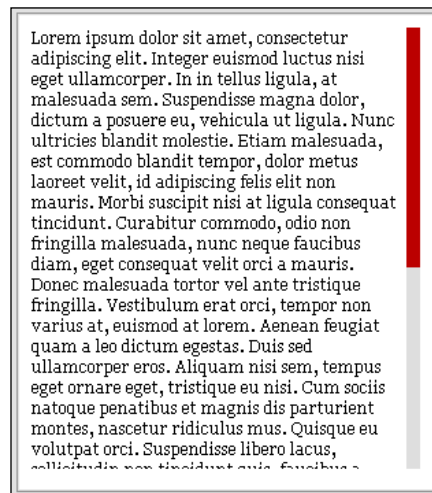 Lorem ipsum dolor sit amet, consectetur
adipiscing elit. Integer euismod luctus nisi
eget ullamcorper. In in tellus ligula, at
malesuada sem. Suspendisse magna dolor,
dictum a posuere eu, vehicula ut ligula. Nunc
ultricies blandit molestie. Etiam malesuada,
est commodo blandit tempor, dolor metus
laoreet velit, id adipiscing felis elit non
mauris. Morbi suscipit nisi at ligula consequat
tincidunt. Curabitur commodo, odio non
fringilla malesuada, nunc neque faucibus
diam, eget consequat velit orci a mauris.
Donec malesuada tortor vel ante tristique
fringilla. Vestibulum erat orci, tempor non
varius at, euismod at lorem. Aenean feugiat
quam a leo dictum egestas. Duis sed
ullamcorper eros. Aliquam nisi sem, tempus
eget ornare eget, tristique eu nisi. Cum sociis
natoque penatibus et magnis dis parturient
montes, nascetur ridiculus mus. Quisque eu
volutpat orci. Suspendisse libero lacus,